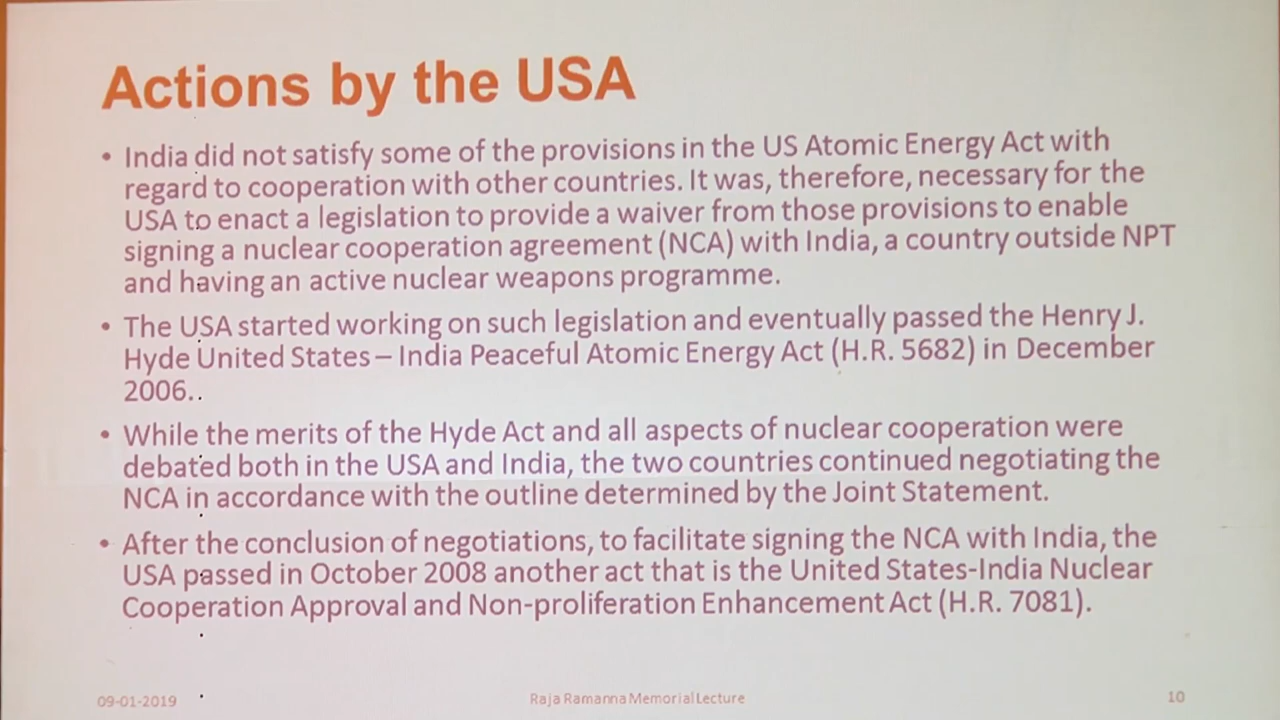 Actions by the USA
• India did not satisfy some of the provisions in the US Atomic Energy Act with
regard to cooperation with other countries. It was, therefore, necessary for the
USA to enact a legislation to provide a waiver from those provisions to enable
signing a nuclear cooperation agreement (NCA) with India, a country outside NPT
and having an active nuclear weapons programme.
• The USA started working on such legislation and eventually passed the Henry J.
Hyde United States – India Peaceful Atomic Energy Act (H.R. 5682) in December
2006..
• While the merits of the Hyde Act and all aspects of nuclear cooperation were
debated both in the USA and India, the two countries continued negotiating the
NCA in accordance with the outline determined by the Joint Statement.
• After the conclusion of negotiations, to facilitate signing the NCA with India, the
USA passed in October 2008 another act that is the United States-India Nuclear
Cooperation Approval and Non-proliferation Enhancement Act (H.R. 7081).
09-01-2019 Raja Ramanna Memorial Lecture 10